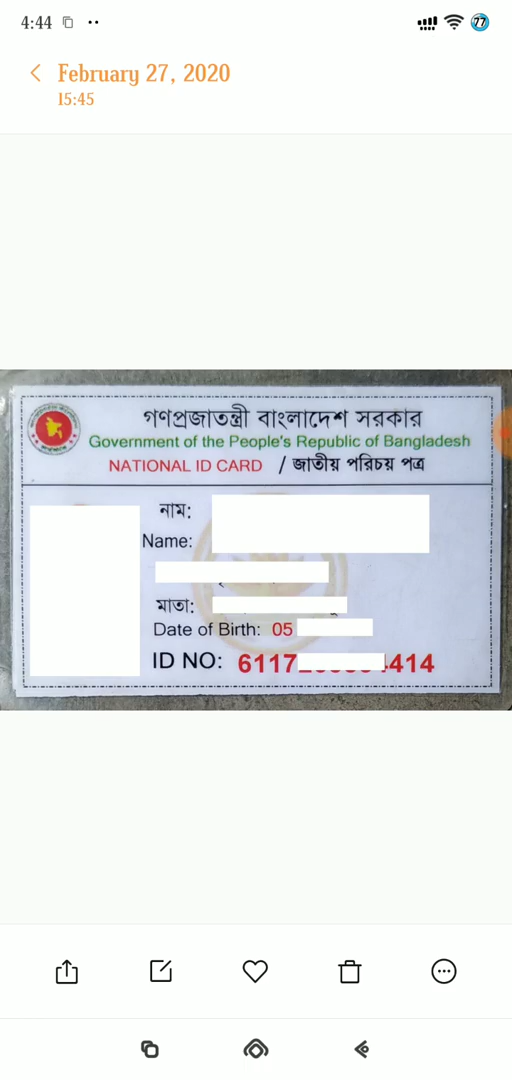 4:44
77
February 27, 2020
15:45
গণপ্রজাতন্ত্রী বাংলাদেশ সরকার
Government of the People's Republic of Bangladesh
NATIONAL ID CARD / জাতীয় পরিচয় পত্র
নাম:
Name:
মাতা:
Date of Birth: 05
ID NO: 6117 414